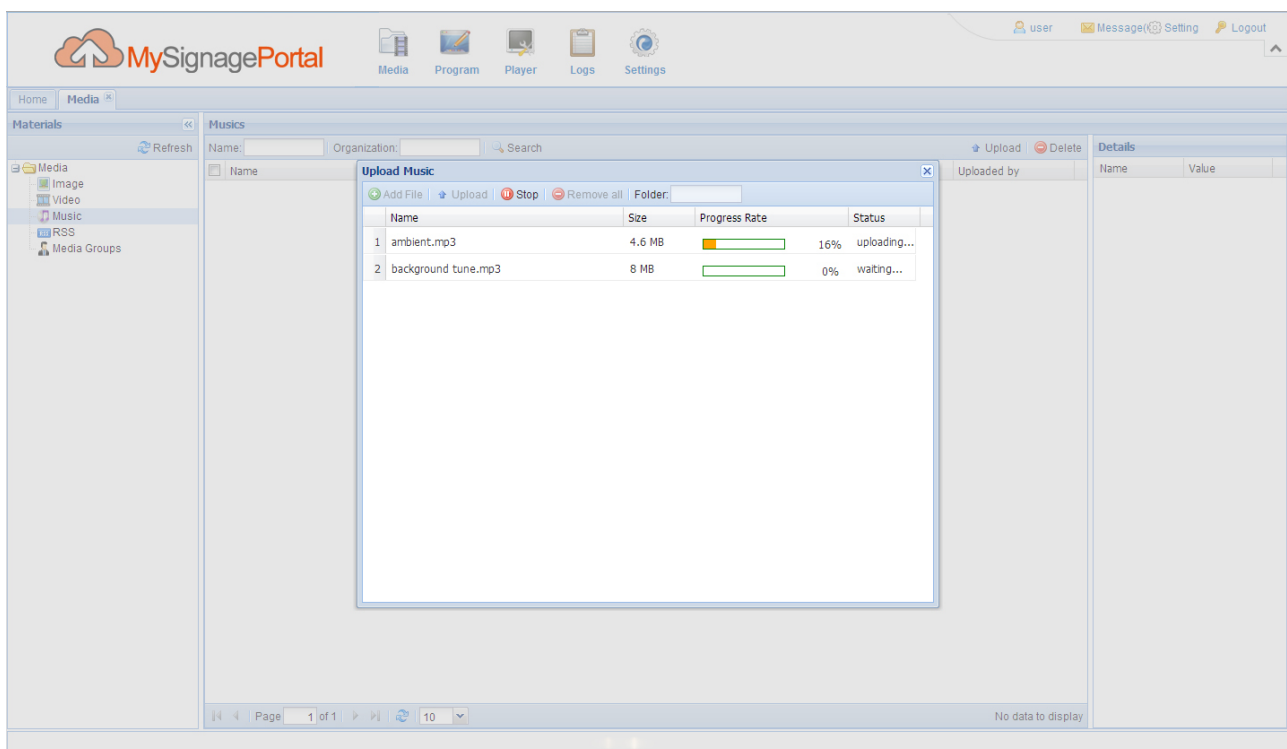 user Message(( Setting Logout
MySignagePortal
Media Program Player Logs Settings
Home Media
Materials
Musics
Refresh
Name: Organization: Search Upload Delete
Details
Media
Image
Video
Music
RSS
Media Groups
Name Uploaded by
Name Value
Upload Music
Add File Upload Stop Remove all Folder:
Name Size Progress Rate Status
1 ambient.mp3 4.6 MB 16% uploading...
2 background tune.mp3 8 MB 0% waiting...
Page 1 of 1 10 No data to display